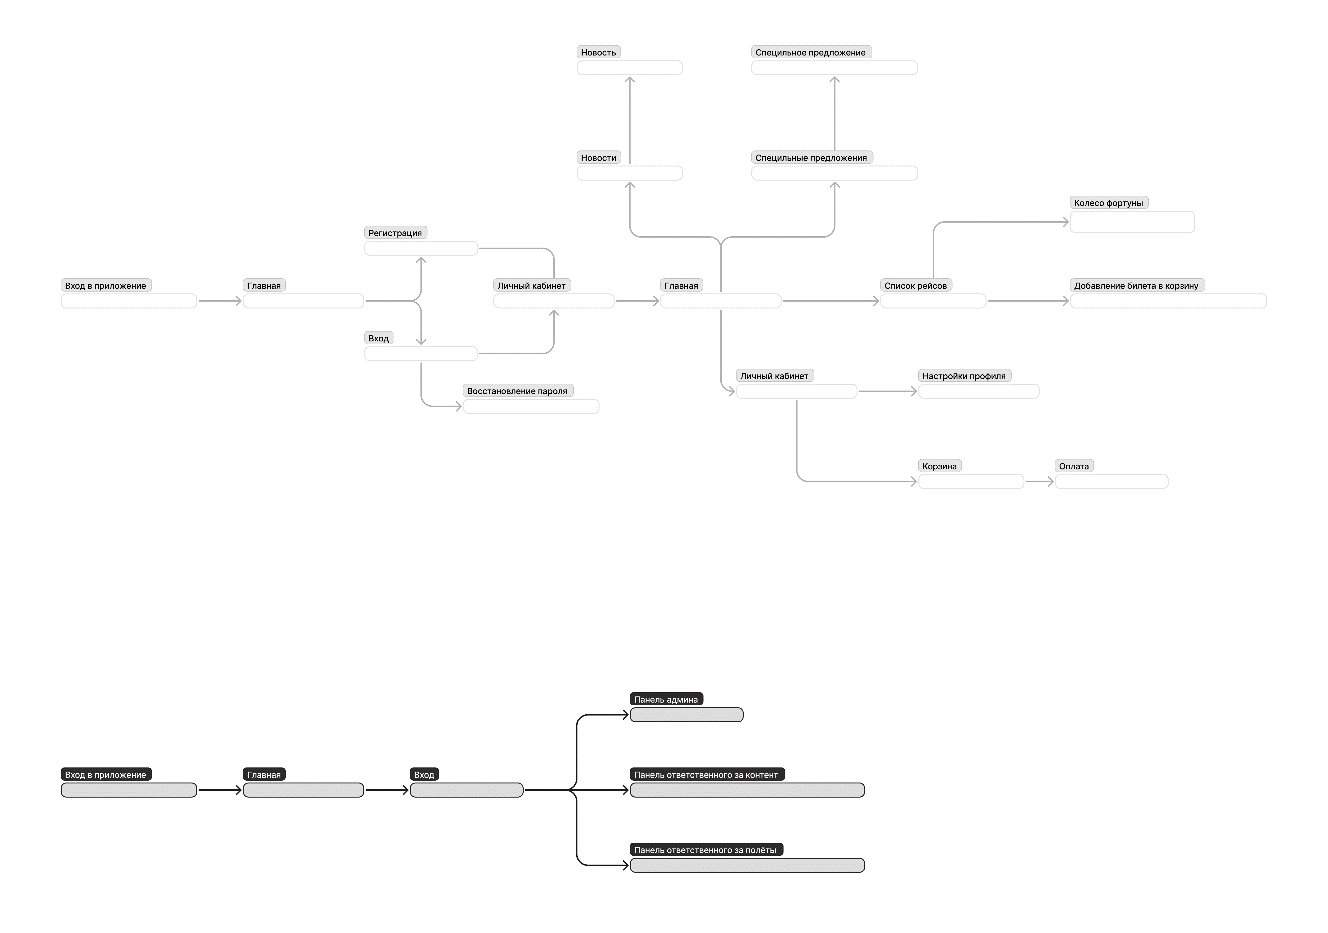 Новость
Специльное предложение
Новости
Специльные предложения
Колесо фортуны
Регистрация
Вход в приложение
Главная
Личный кабинет
Главная
Список рейсов
Добавление билета в корзину
Вход
Личный кабинет
Настройки профиля
Восстановление пароля
Корзина
Оплата
Панель админа
Вход в приложение
Главная
Вход
Панель ответственного за контент
Панель ответственного за полёты